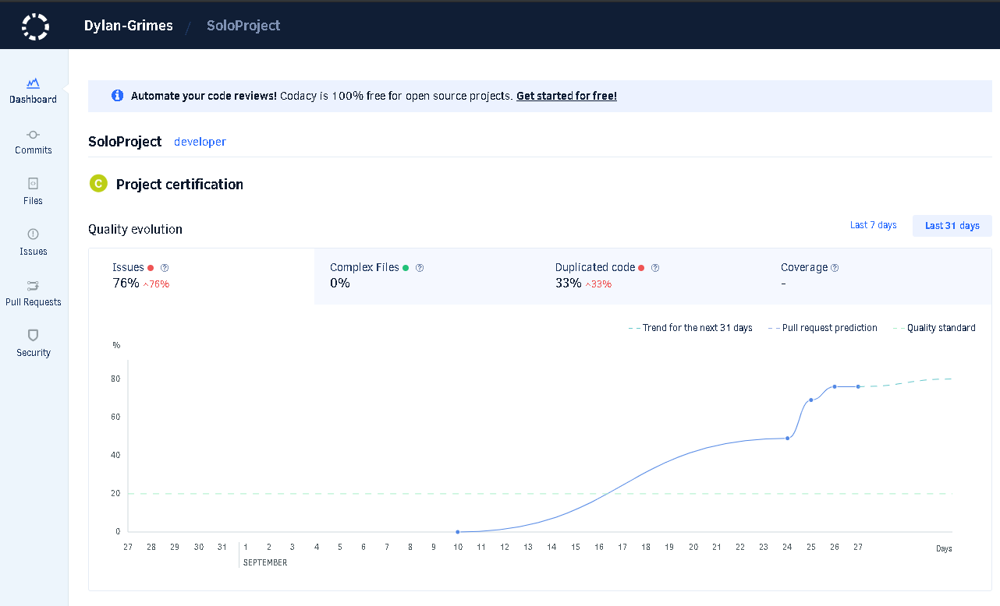 Dylan-Grimes / SoloProject
Dashboard
Commits
Files
Issues
Pull Requests
Security
Automate your code reviews! Codacy is 100% free for open source projects. Get started for free!
SoloProject developer
C Project certification
Quality evolution
Last 7 days
Last 31 days
Issues
76% 76%
Complex Files
0%
Duplicated code
33% 33%
Coverage
-
Trend for the next 31 days
Pull request prediction
Quality standard
%
80
60
40
20
0
27 28 29 30 31 1 2 3 4 5 6 7 8 9 10 11 12 13 14 15 16 17 18 19 20 21 22 23 24 25 26 27 Days
SEPTEMBER